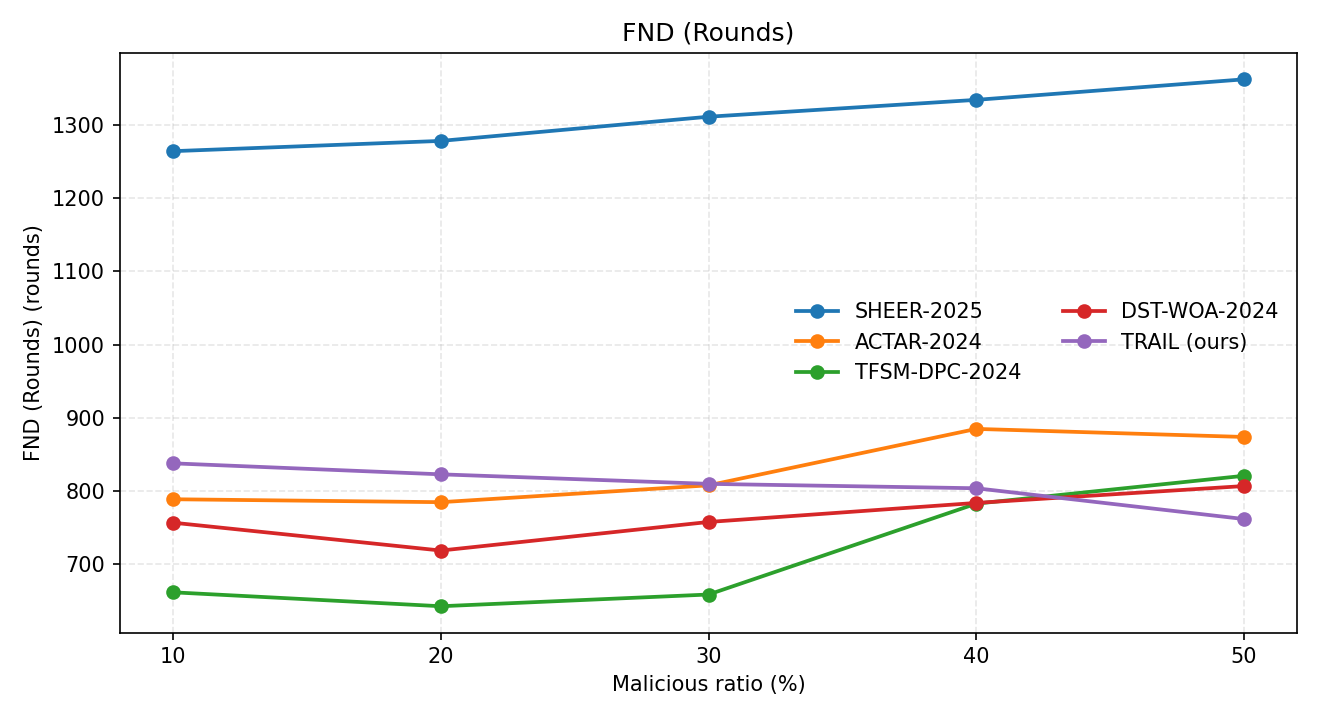 FND (Rounds)
FND (Rounds) (rounds)
1300
1200
1100
1000
900
800
700
SHEER-2025
ACTAR-2024
TFSM-DPC-2024
DST-WOA-2024
TRAIL (ours)
10 20 30 40 50
Malicious ratio (%)